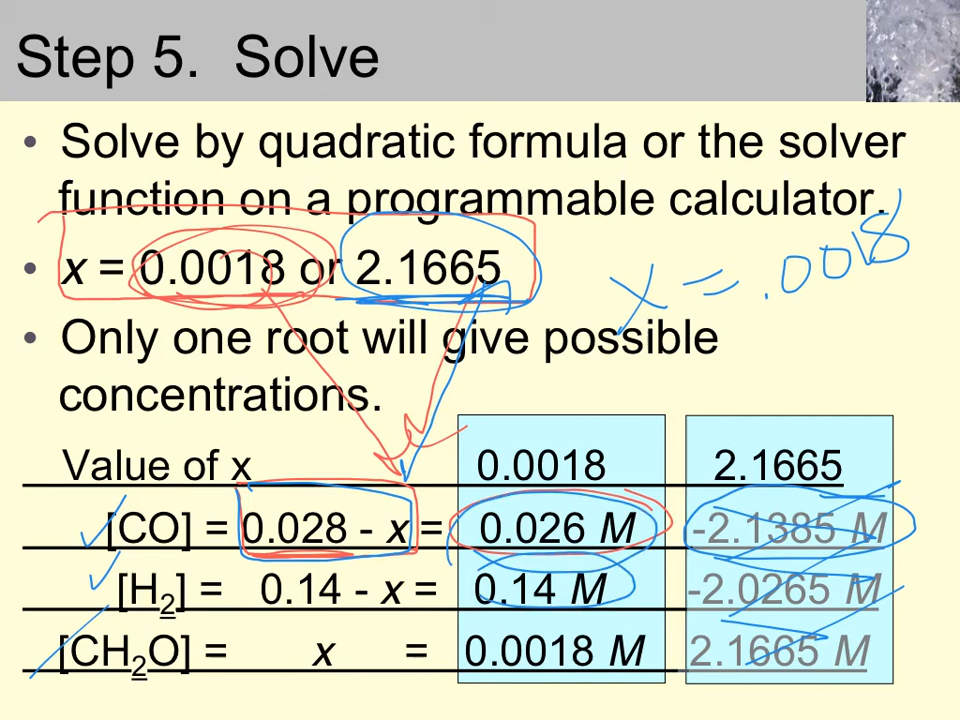 Step 5. Solve
• Solve by quadratic formula or the solver
function on a programmable calculator.
• x = 0.0018 or 2.1665
x = .0018
• Only one root will give possible
concentrations.
Value of x 0.0018 2.1665
[CO] = 0.028 - x = 0.026 M -2.1385 M
[H2] = 0.14 - x = 0.14 M -2.0265 M
[CH2O] = x = 0.0018 M 2.1665 M